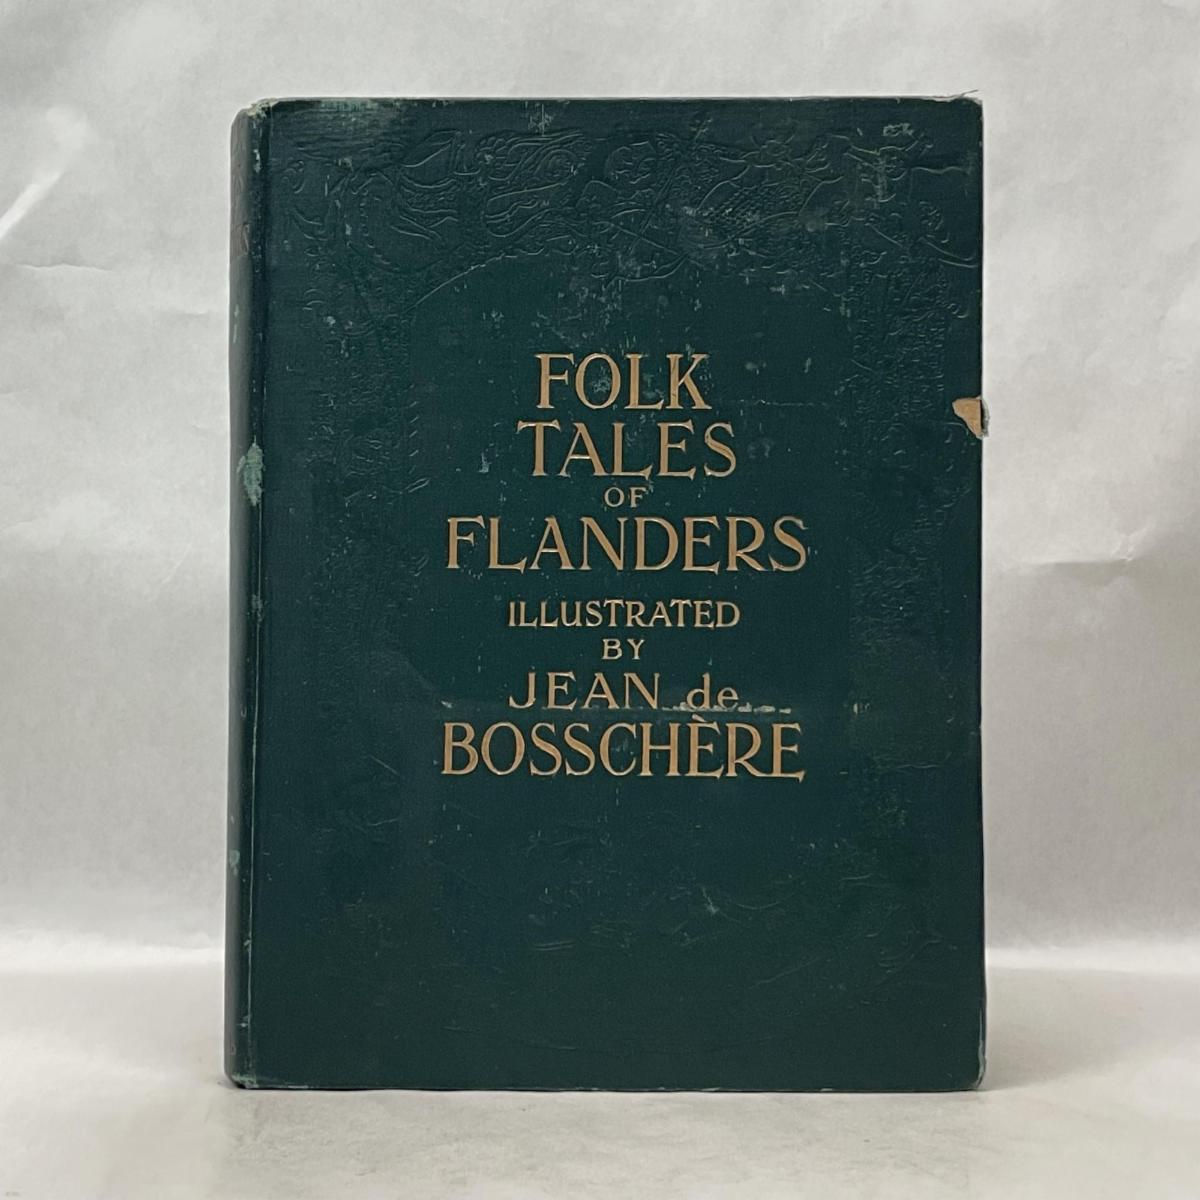 FOLK
TALES
OF
FLANDERS
ILLUSTRATED
BY
JEAN de
BOSSCHÈRE